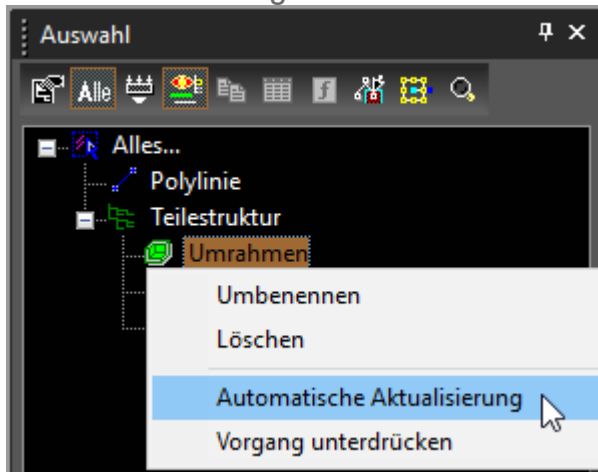 Auswahl
Alle
Alles...
Polylinie
Teilestruktur
Umrahmen
Umbenennen
Löschen
Automatische Aktualisierung
Vorgang unterdrücken